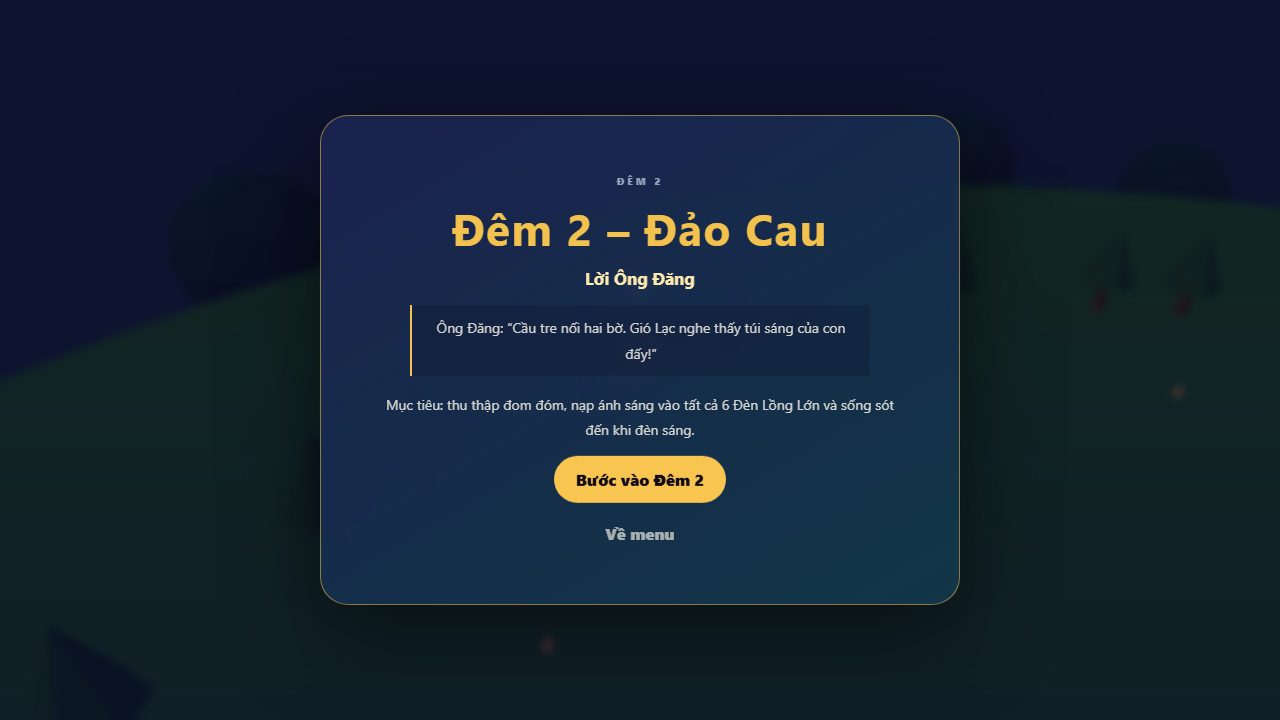 ĐÊM 2
Đêm 2 – Đảo Cau
Lời Ông Đăng
Ông Đăng: “Cầu tre nối hai bờ. Gió Lạc nghe thấy túi sáng của con
đấy!”
Mục tiêu: thu thập đom đóm, nạp ánh sáng vào tất cả 6 Đèn Lồng Lớn và sống sót
đến khi đèn sáng.
Bước vào Đêm 2
Về menu